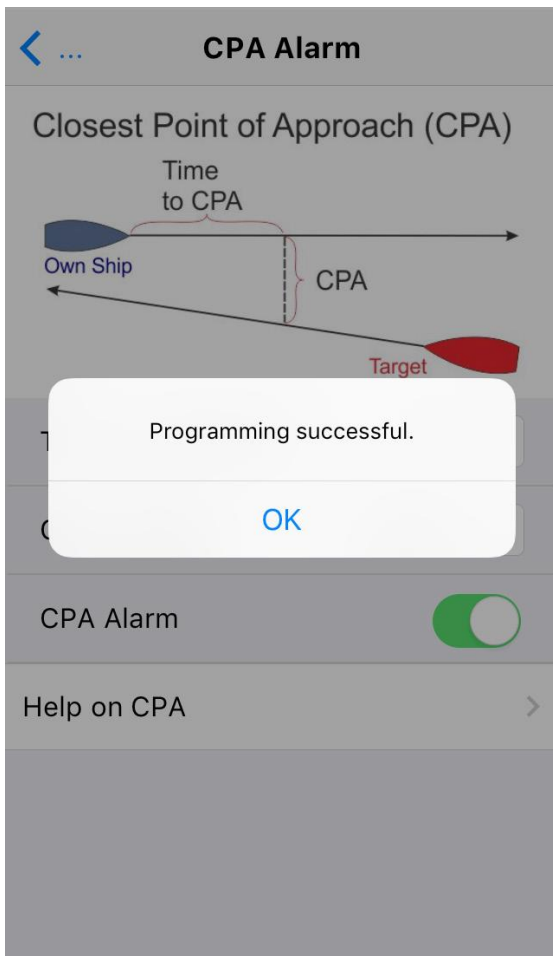 ...
CPA Alarm
Closest Point of Approach (CPA)
Time
to CPA
Own Ship
CPA
Target
Programming successful.
OK
CPA Alarm
Help on CPA